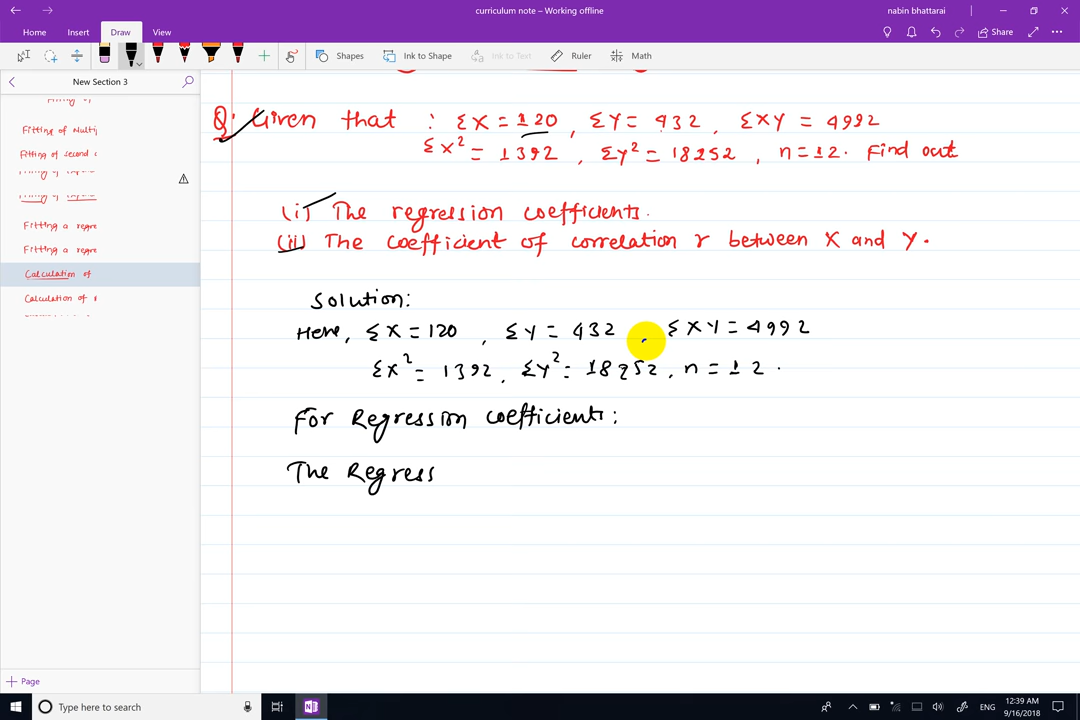 curriculum note – Working offline
nabin bhattarai
Home Insert Draw View
Share
Shapes Ink to Shape Ink to Text Ruler Math
New Section 3
Fitting of Multi
Fitting of second
Fitting a regre
Fitting a regre
Calculation of
Calculation of
Page
Q: Given that : ΣX = 120 , ΣY = 432 , ΣXY = 4992
Σx² = 1392 , Σy² = 18252 , n = 12. Find out
(i) The regression coefficients.
(ii) The coefficient of correlation r between X and Y.
Solution:
Here, ΣX = 120 , ΣY = 432 , ΣXY = 4992
Σx² = 1392 , Σy² = 18252 , n = 12 .
For Regression coefficients:
The Regress
Type here to search
ENG
12:39 AM
9/16/2018